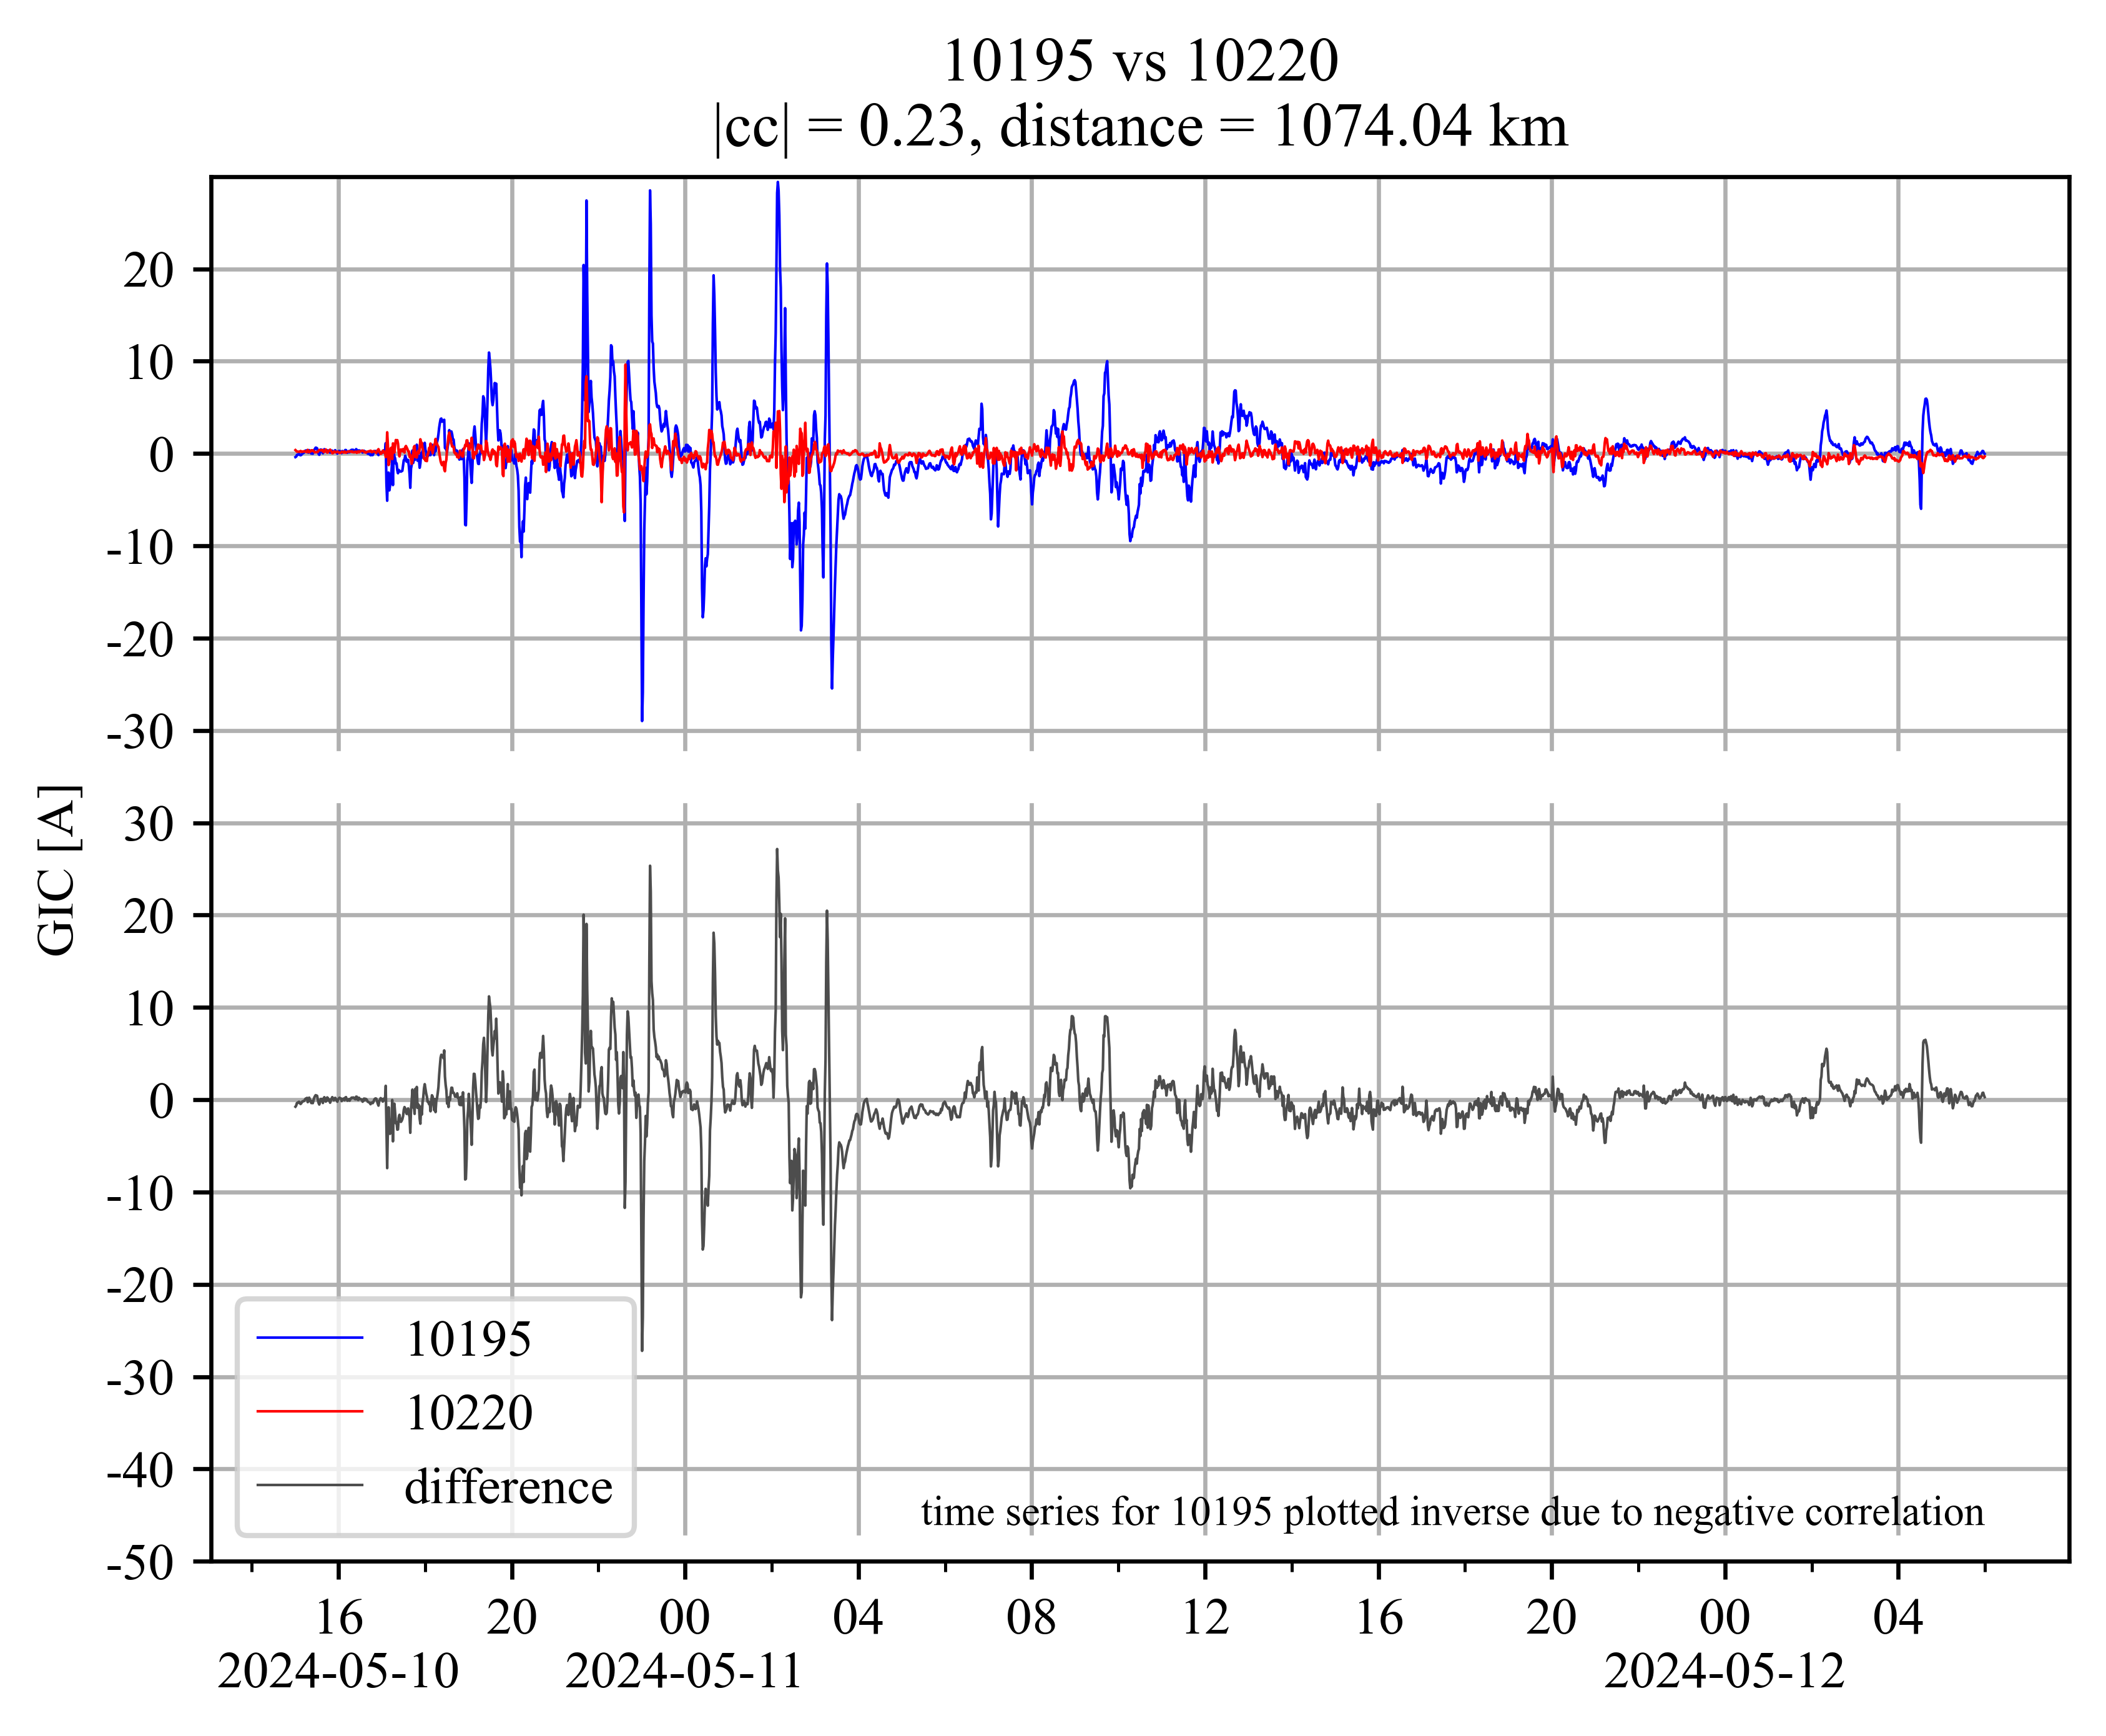 10195 vs 10220
|cc| = 0.23, distance = 1074.04 km
20
10
0
-10
-20
-30
30
20
10
0
-10
-20
-30
-40
-50
GIC [A]
10195
10220
difference
time series for 10195 plotted inverse due to negative correlation
16 20 00 04 08 12 16 20 00 04
2024-05-10 2024-05-11 2024-05-12